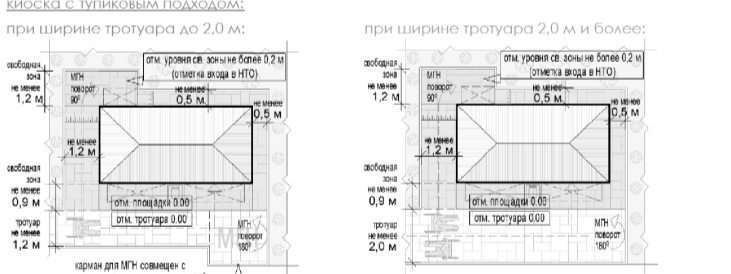 киоска с тупиковым подходом:
при ширине тротуара до 2,0 м:
отм. уровня св. зоны не более 0,2 м
(отметка входа в НТО)
свободная
зона
не менее
1,2 м
МГН
поворот
90⁰
не менее
0,5 м.
не менее
0,5 м
не менее
1,2 м
свободная
зона
не менее
0,9 м
отм. площадки 0.00
отм. тротуара 0.00
тротуар
не менее
1,2 м
МГН
поворот
180⁰
карман для МГН совмещен с
при ширине тротуара 2,0 м и более:
отм. уровня св. зоны не более 0,2 м
(отметка входа в НТО)
свободная
зона
не менее
1,2 м
МГН
поворот
90⁰
не менее
0,5 м.
не менее
0,5 м
не менее
1,2 м
свободная
зона
не менее
0,9 м
отм. площадки 0.00
отм. тротуара 0.00
тротуар
не менее
2,0 м
МГН
поворот
180⁰